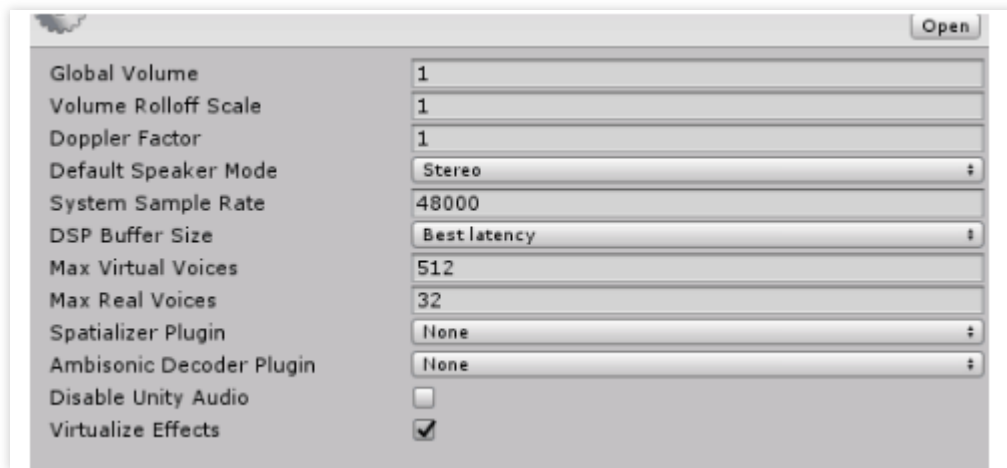 Open
Global Volume 1
Volume Rolloff Scale 1
Doppler Factor 1
Default Speaker Mode Stereo
System Sample Rate 48000
DSP Buffer Size Best latency
Max Virtual Voices 512
Max Real Voices 32
Spatializer Plugin None
Ambisonic Decoder Plugin None
Disable Unity Audio
Virtualize Effects